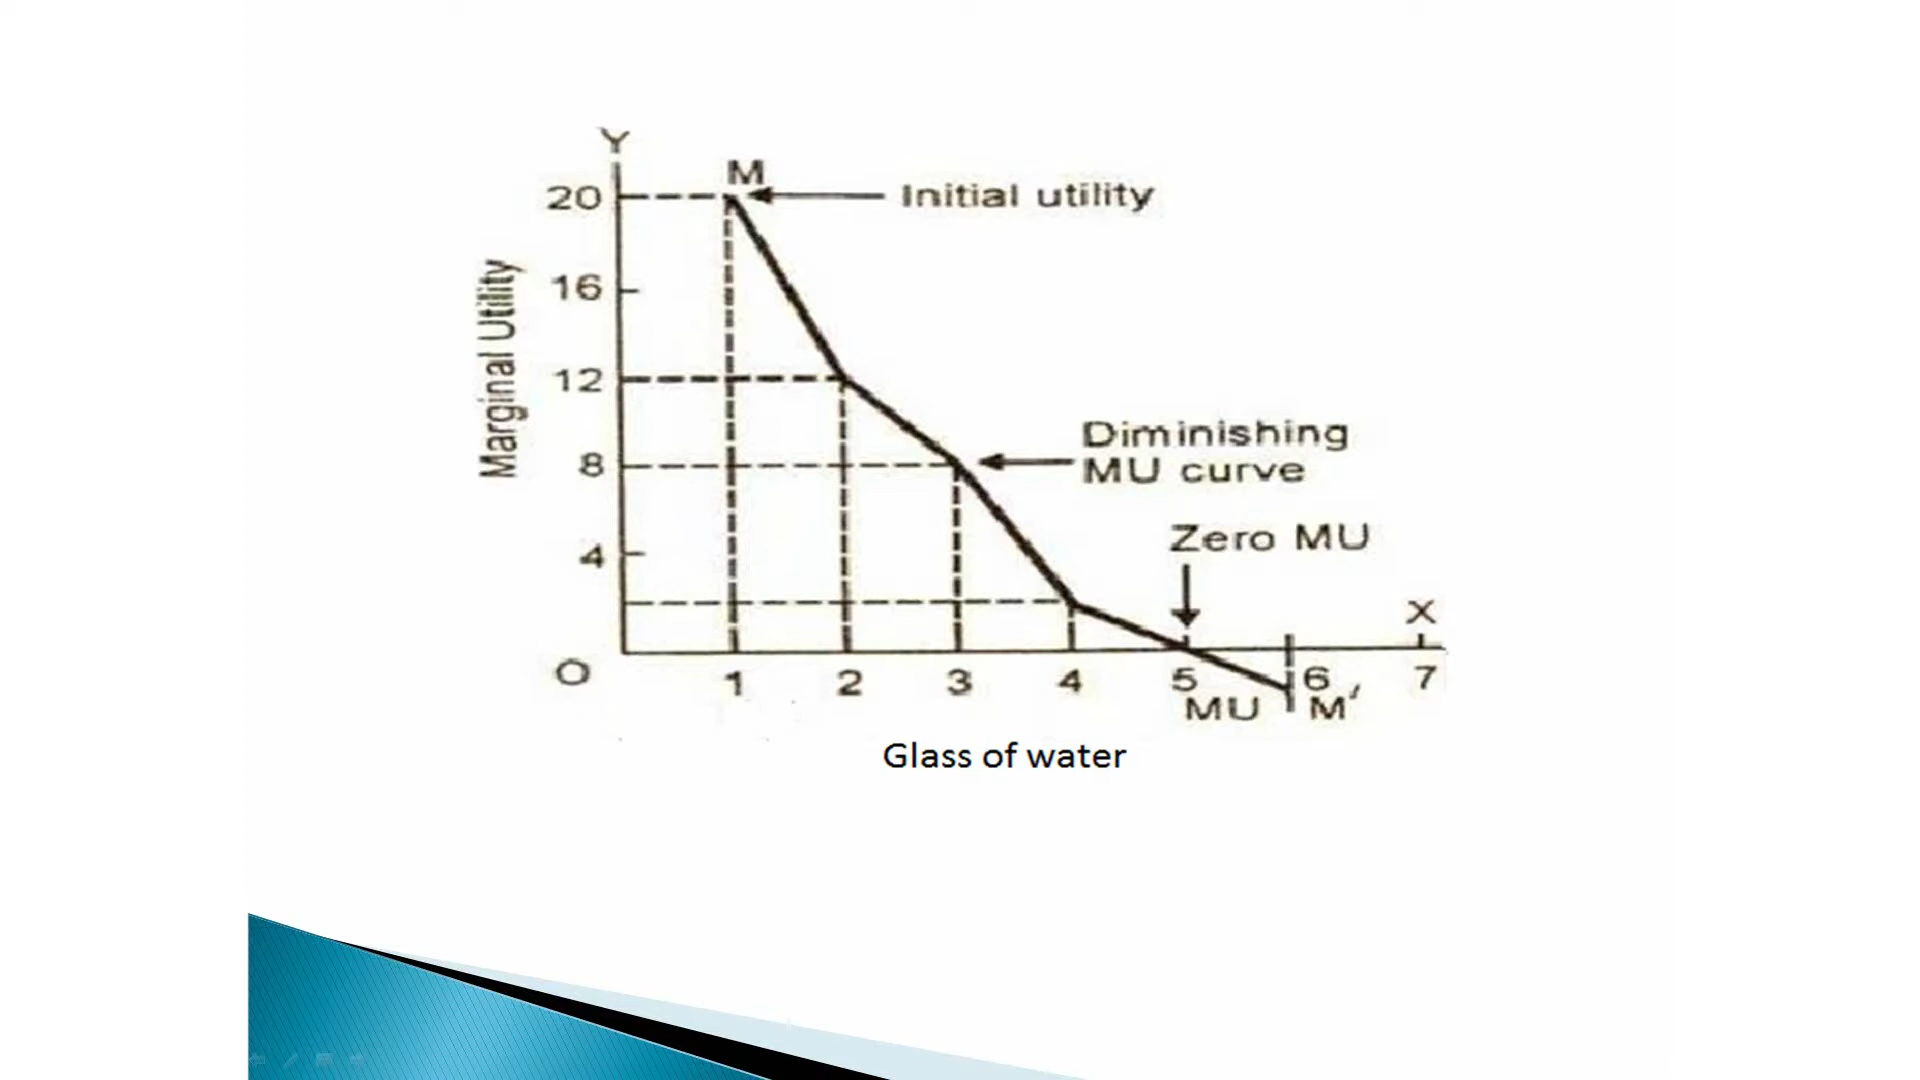 Y
M
20
Initial utility
16
Marginal Utility
12
Diminishing
8
MU curve
Zero MU
4
X
O
1 2 3 4 5 6 7
MU M′
Glass of water